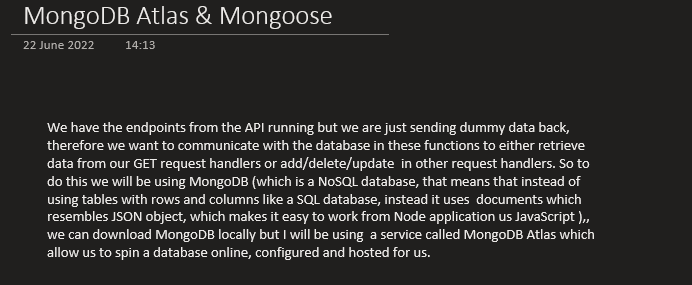 MongoDB Atlas & Mongoose
22 June 2022 14:13
We have the endpoints from the API running but we are just sending dummy data back,
therefore we want to communicate with the database in these functions to either retrieve
data from our GET request handlers or add/delete/update in other request handlers. So to
do this we will be using MongoDB (which is a NoSQL database, that means that instead of
using tables with rows and columns like a SQL database, instead it uses documents which
resembles JSON object, which makes it easy to work from Node application us JavaScript ),,
we can download MongoDB locally but I will be using a service called MongoDB Atlas which
allow us to spin a database online, configured and hosted for us.